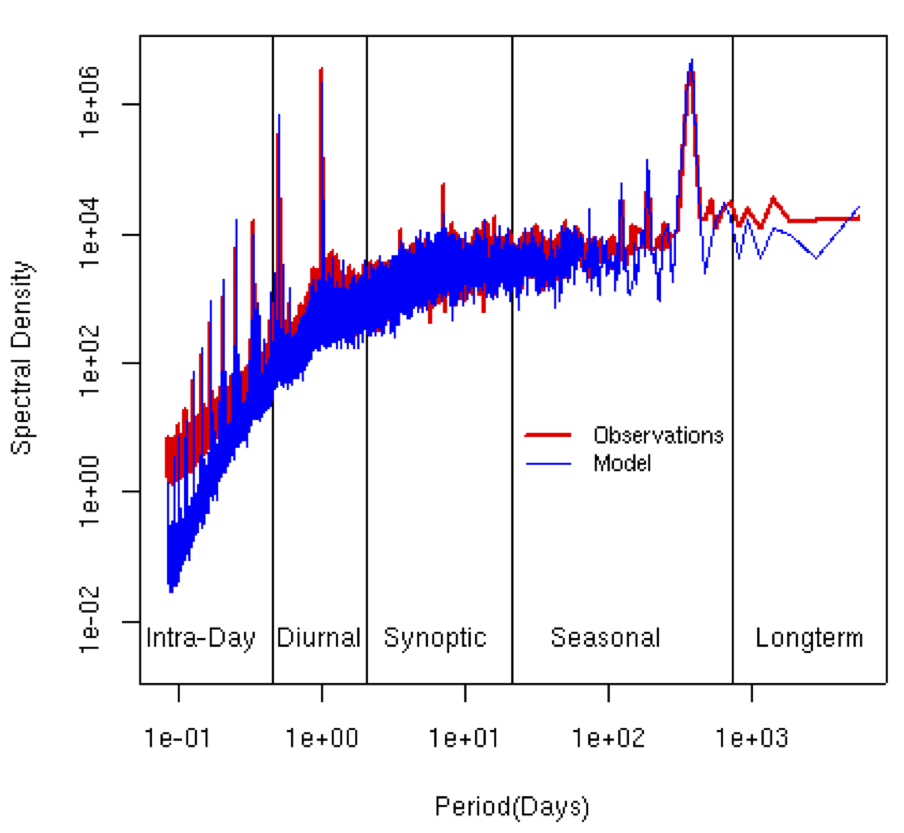 1e+06
1e+04
1e+02
1e+00
1e-02
Spectral Density
Observations
Model
Intra-Day Diurnal Synoptic Seasonal Longterm
1e-01 1e+00 1e+01 1e+02 1e+03
Period(Days)